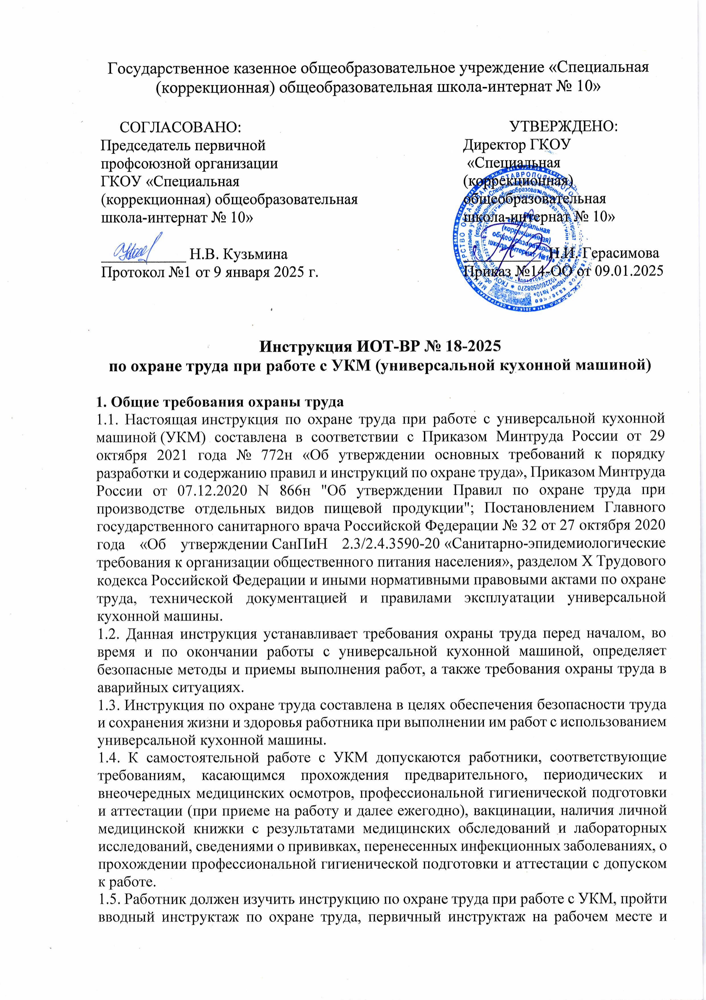 Государственное казенное общеобразовательное учреждение «Специальная
(коррекционная) общеобразовательная школа-интернат № 10»
СОГЛАСОВАНО:
Председатель первичной
профсоюзной организации
ГКОУ «Специальная
(коррекционная) общеобразовательная
школа-интернат № 10»
Н.В. Кузьмина
Протокол №1 от 9 января 2025 г.
УТВЕРЖДЕНО:
Директор ГКОУ
«Специальная
(коррекционная)
общеобразовательная
школа-интернат № 10»
Н.И. Герасимова
Приказ №14-ОО от 09.01.2025
ГКОУ
«Специальная
(коррекционная)
общеобразовательная
школа-интернат №10»
Инструкция ИОТ-ВР № 18-2025
по охране труда при работе с УКМ (универсальной кухонной машиной)
1. Общие требования охраны труда
1.1. Настоящая инструкция по охране труда при работе с универсальной кухонной
машиной (УКМ) составлена в соответствии с Приказом Минтруда России от 29
октября 2021 года № 772н «Об утверждении основных требований к порядку
разработки и содержанию правил и инструкций по охране труда», Приказом Минтруда
России от 07.12.2020 N 866н "Об утверждении Правил по охране труда при
производстве отдельных видов пищевой продукции"; Постановлением Главного
государственного санитарного врача Российской Федерации № 32 от 27 октября 2020
года «Об утверждении СанПиН 2.3/2.4.3590-20 «Санитарно-эпидемиологические
требования к организации общественного питания населения», разделом X Трудового
кодекса Российской Федерации и иными нормативными правовыми актами по охране
труда, технической документацией и правилами эксплуатации универсальной
кухонной машины.
1.2. Данная инструкция устанавливает требования охраны труда перед началом, во
время и по окончании работы с универсальной кухонной машиной, определяет
безопасные методы и приемы выполнения работ, а также требования охраны труда в
аварийных ситуациях.
1.3. Инструкция по охране труда составлена в целях обеспечения безопасности труда
и сохранения жизни и здоровья работника при выполнении им работ с использованием
универсальной кухонной машины.
1.4. К самостоятельной работе с УКМ допускаются работники, соответствующие
требованиям, касающимся прохождения предварительного, периодических и
внеочередных медицинских осмотров, профессиональной гигиенической подготовки
и аттестации (при приеме на работу и далее ежегодно), вакцинации, наличия личной
медицинской книжки с результатами медицинских обследований и лабораторных
исследований, сведениями о прививках, перенесенных инфекционных заболеваниях, о
прохождении профессиональной гигиенической подготовки и аттестации с допуском
к работе.
1.5. Работник должен изучить инструкцию по охране труда при работе с УКМ, пройти
вводный инструктаж по охране труда, первичный инструктаж на рабочем месте и